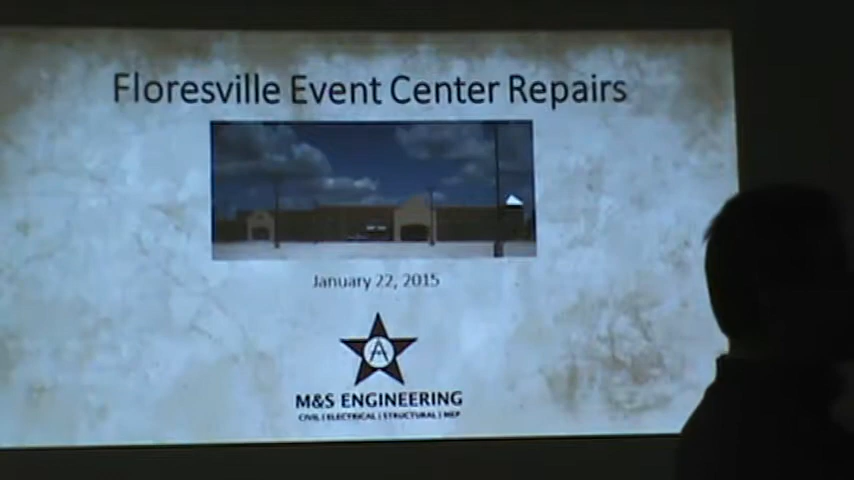 Floresville Event Center Repairs
January 22, 2015
M&S ENGINEERING
CIVIL | ELECTRICAL | STRUCTURAL | MEP